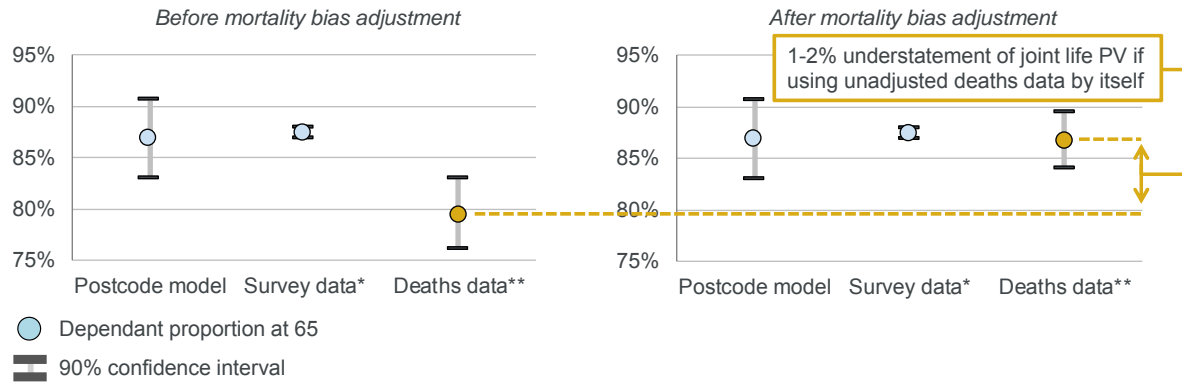 Before mortality bias adjustment
95%
90%
85%
80%
75%
Postcode model Survey data* Deaths data**
Dependant proportion at 65
90% confidence interval
After mortality bias adjustment
1-2% understatement of joint life PV if
using unadjusted deaths data by itself
95%
90%
85%
80%
75%
Postcode model Survey data* Deaths data**